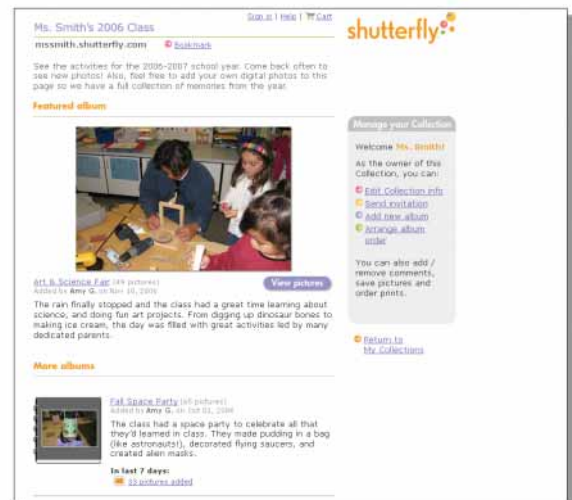 Sign in | Help | Cart
Ms. Smith's 2006 Class
shutterfly
mssmith.shutterfly.com Bookmark
See the activities for the 2006-2007 school year. Come back often to
see new photos! Also, feel free to add your own digital photos to this
page so we have a full collection of memories from the year.
Featured album
Art & Science Fair (49 pictures)
View pictures
Added by Amy G. on Nov 10, 2006
The rain finally stopped and the class had a great time learning about
science, and doing fun art projects. From digging up dinosaur bones to
making ice cream, the day was filled with great activities led by many
dedicated parents.
More albums
Fall Space Party (65 pictures)
Added by Amy G. on Oct 02, 2006
The class had a space party to celebrate all that
they'd learned in class. They made pudding in a bag
(like astronauts!), decorated flying saucers, and
created alien masks.
In last 7 days:
15 pictures added
Manage your Collection
Welcome Ms. Smith!
As the owner of this
Collection, you can:
Edit Collection info
Send invitation
Add new album
Arrange album
order
You can also add /
remove comments,
save pictures and
order prints.
Return to
My Collections